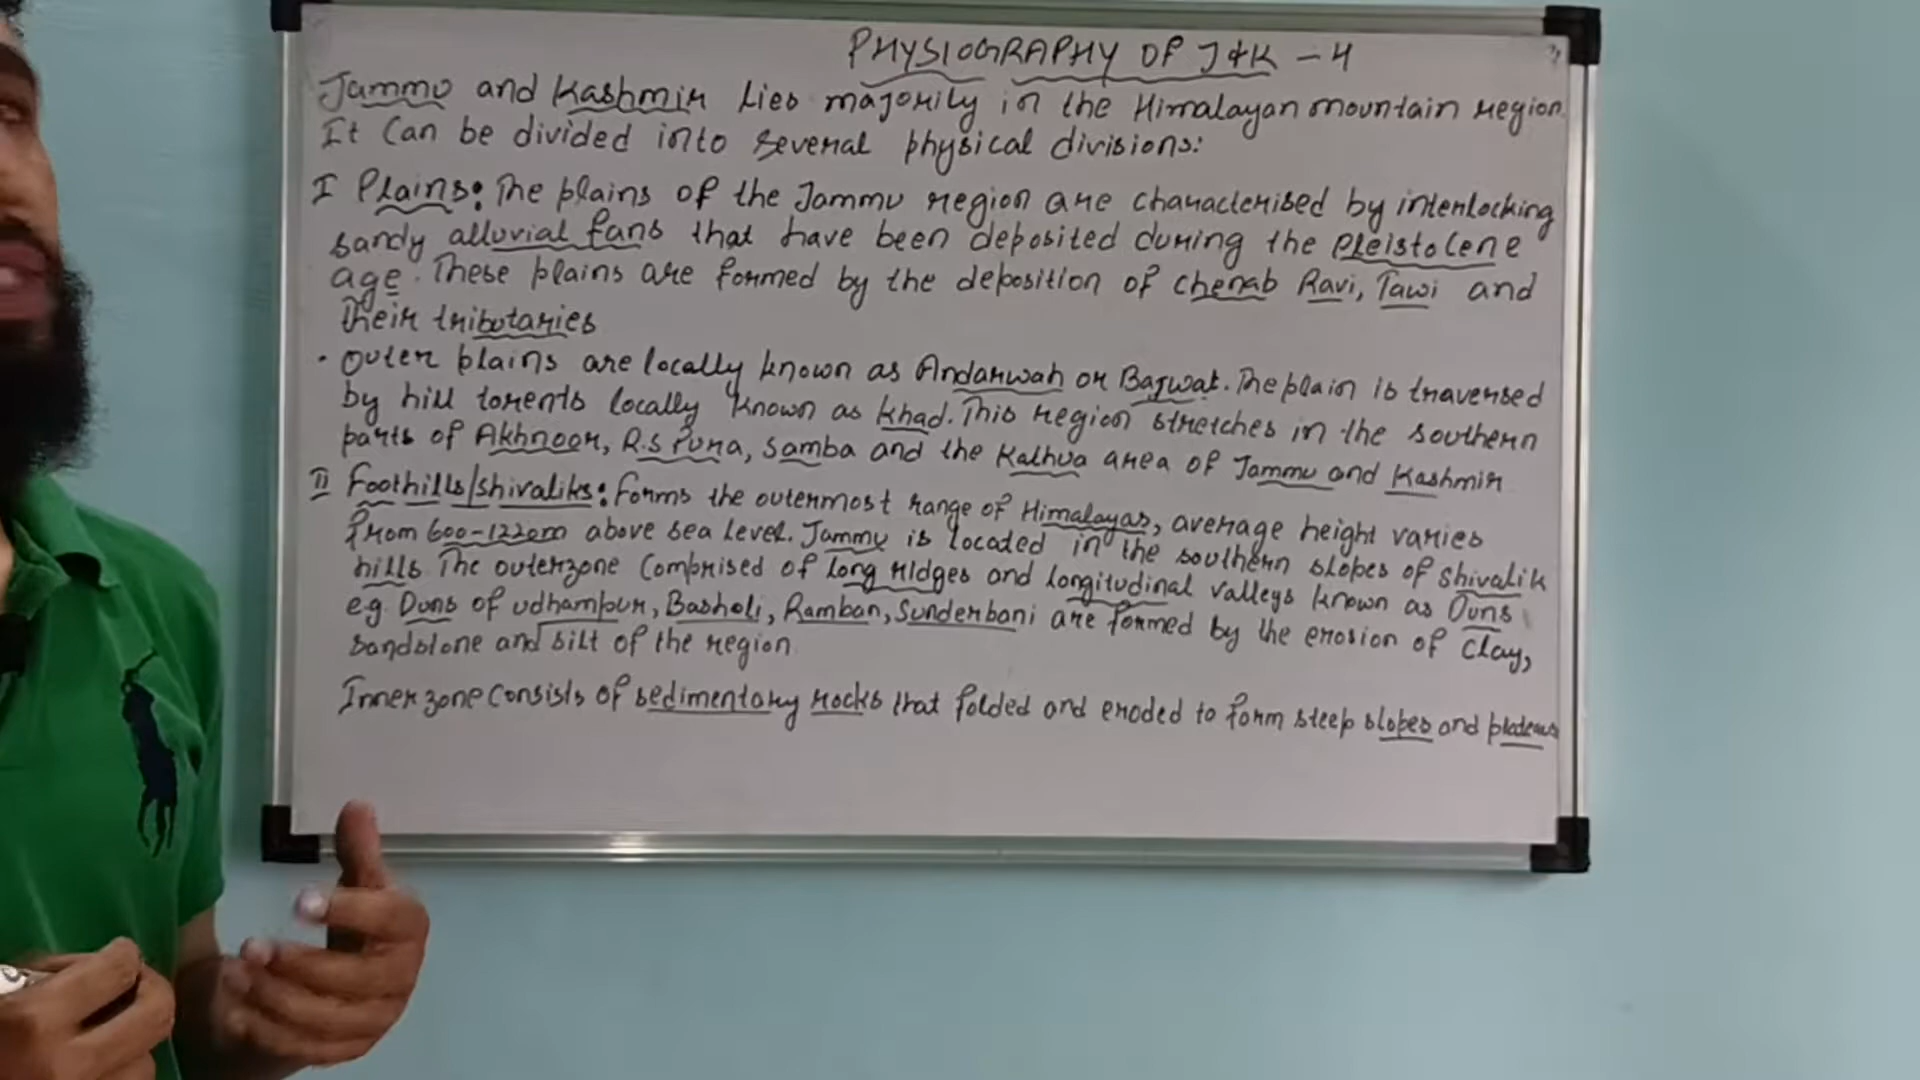 PHYSIOGRAPHY OF J&K - 4
Jammu and Kashmir lies majorily in the Himalayan mountain region.
It Can be divided into several physical divisions:
I Plains: The plains of the Jammu region are characterised by interlocking
sandy alluvial fans that have been deposited during the Pleistocene
age. These plains are formed by the deposition of Chenab Ravi, Tawi and
their tributaries
• Outer plains are locally known as Andarwah or Bajwat. The plain is traversed
by hill torents locally known as Khad. This region stretches in the southern
parts of Akhnoor, R.S Pura, Samba and the Kathua area of Jammu and Kashmir
II Foothills/shivaliks: Forms the outermost range of Himalayas, average height varies
from 600-1220m above sea level. Jammu is located in the southern slopes of shivalik
hills. The outerzone Comprised of long ridges and longitudinal valleys known as Duns
e.g. Duns of udhampur, Basholi, Ramban, Sunderbani are formed by the erosion of Clay,
sandstone and silt of the region.
Inner zone consists of sedimentary rocks that folded and eroded to form steep slopes and plateaus